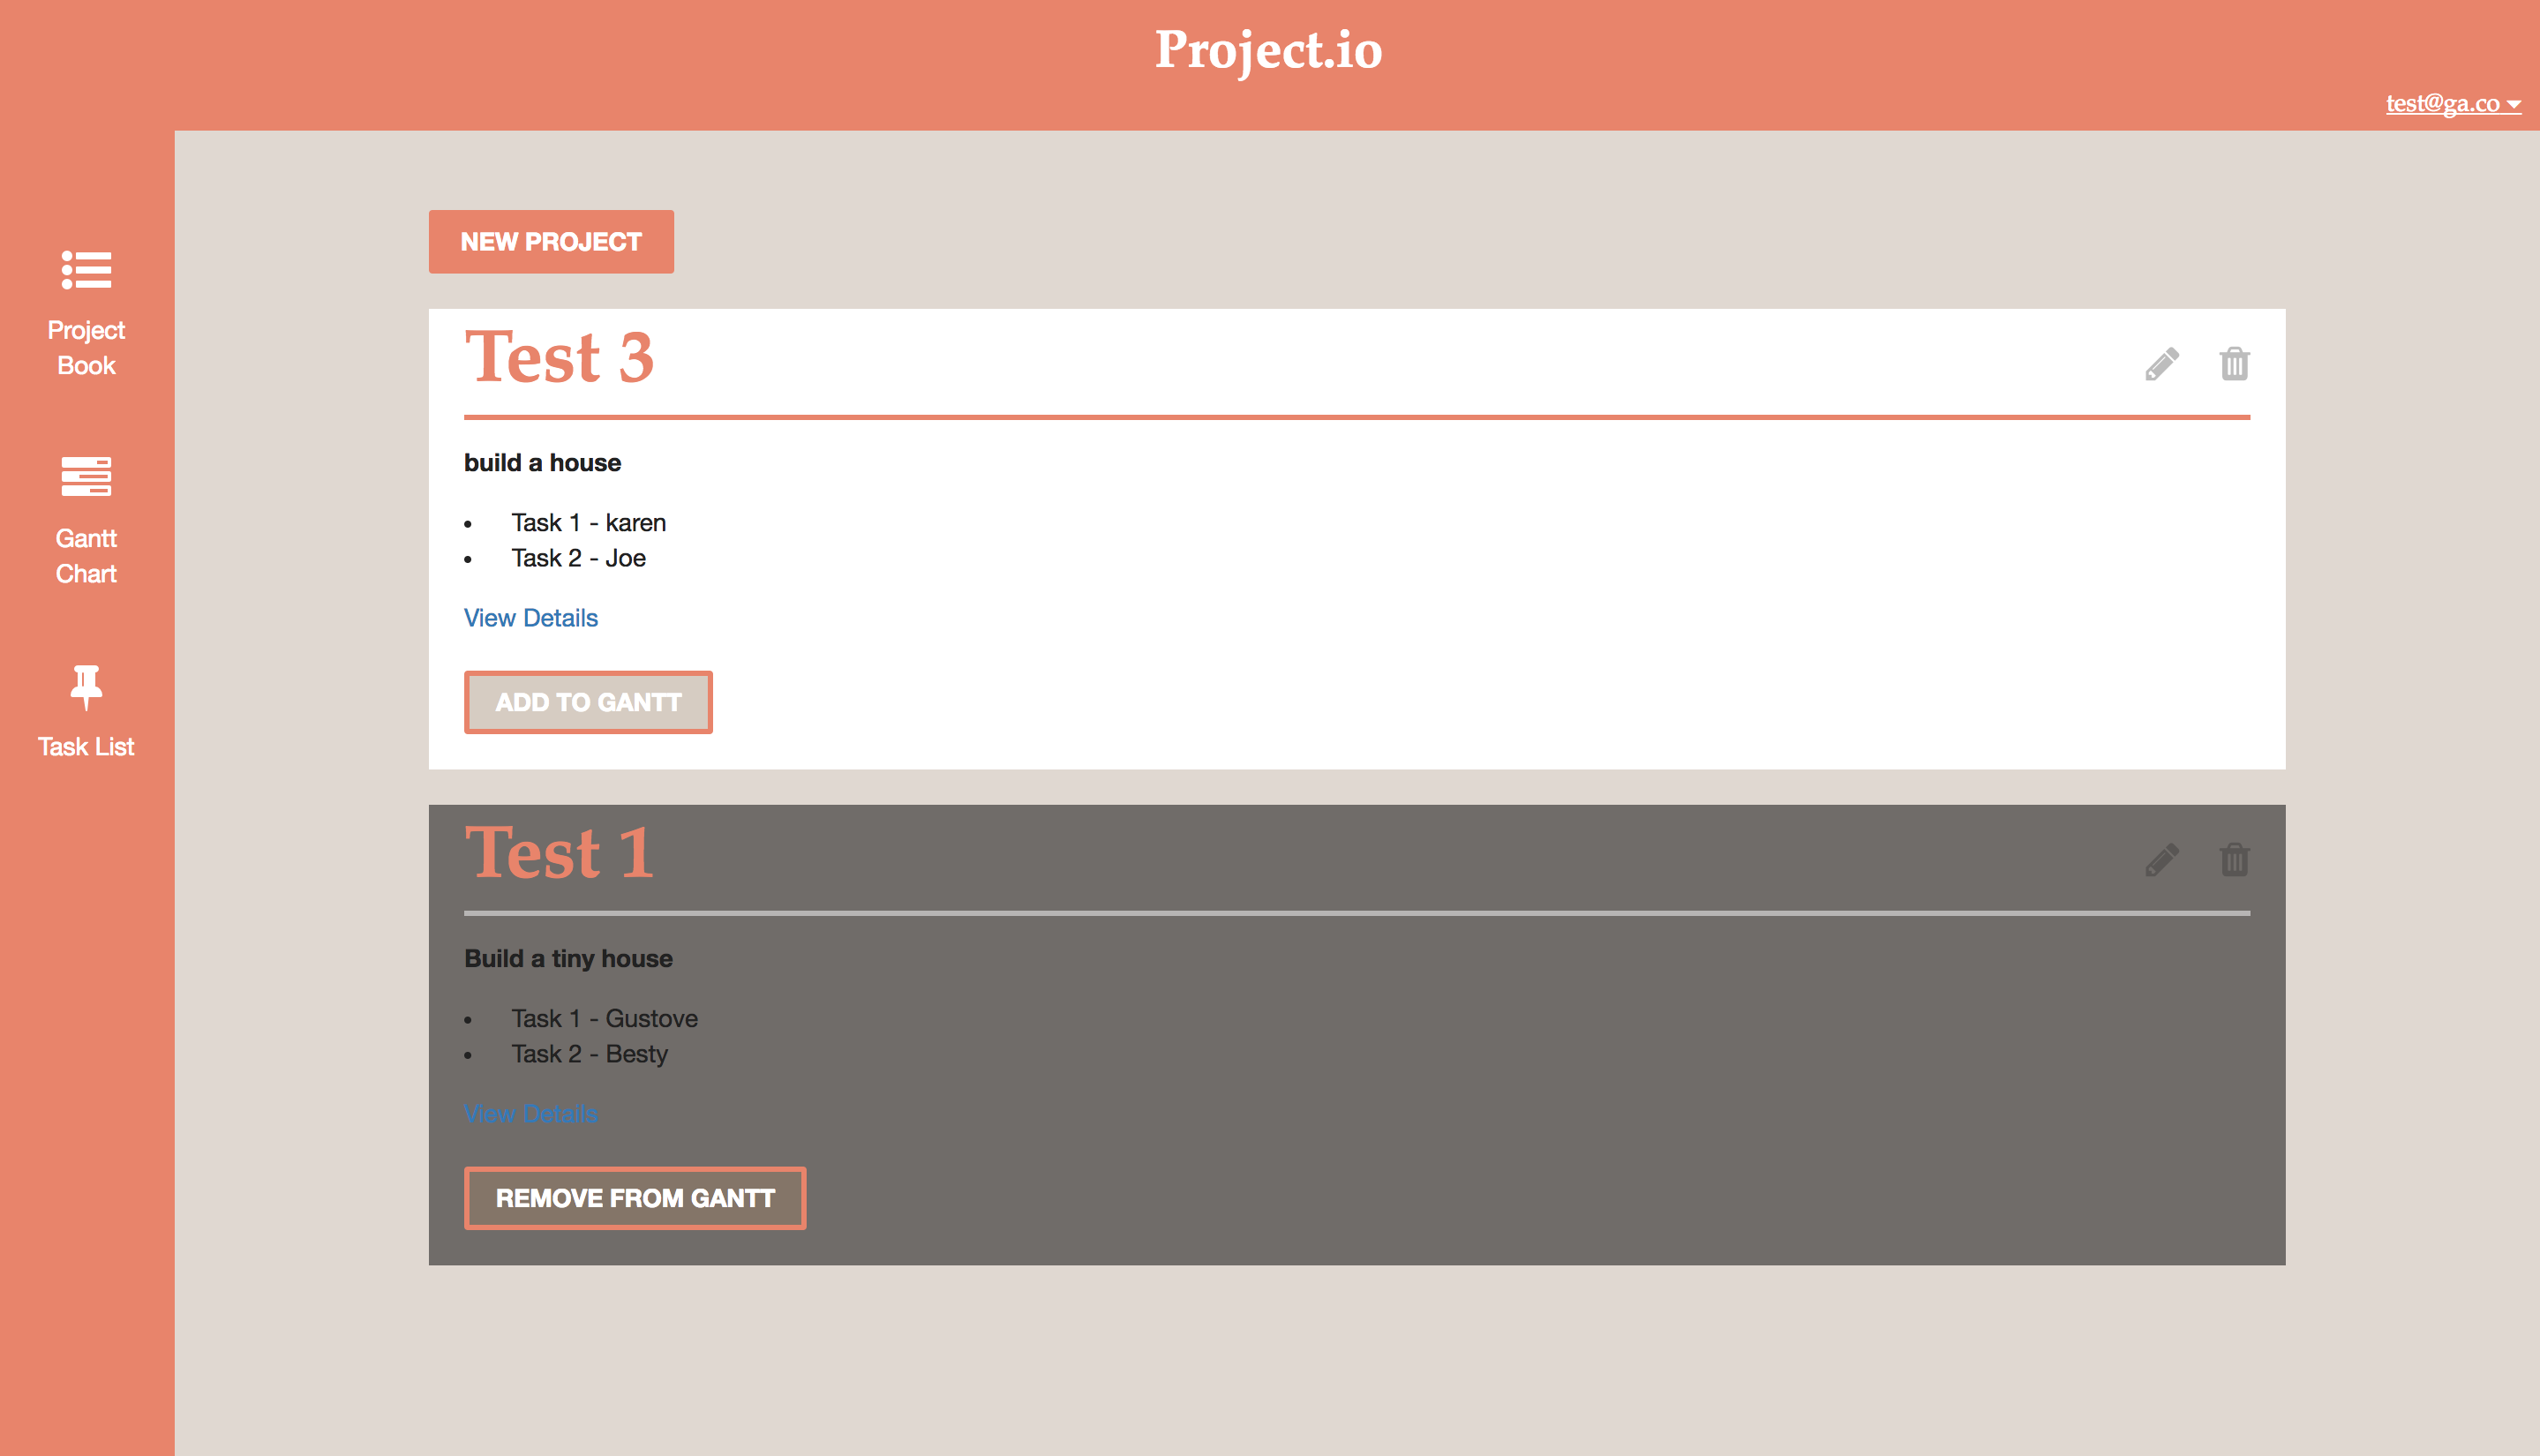 Project.io
test@ga.co
Project
Book
Gantt
Chart
Task List
NEW PROJECT
Test 3
build a house
• Task 1 - karen
• Task 2 - Joe
View Details
ADD TO GANTT
Test 1
Build a tiny house
• Task 1 - Gustove
• Task 2 - Besty
View Details
REMOVE FROM GANTT